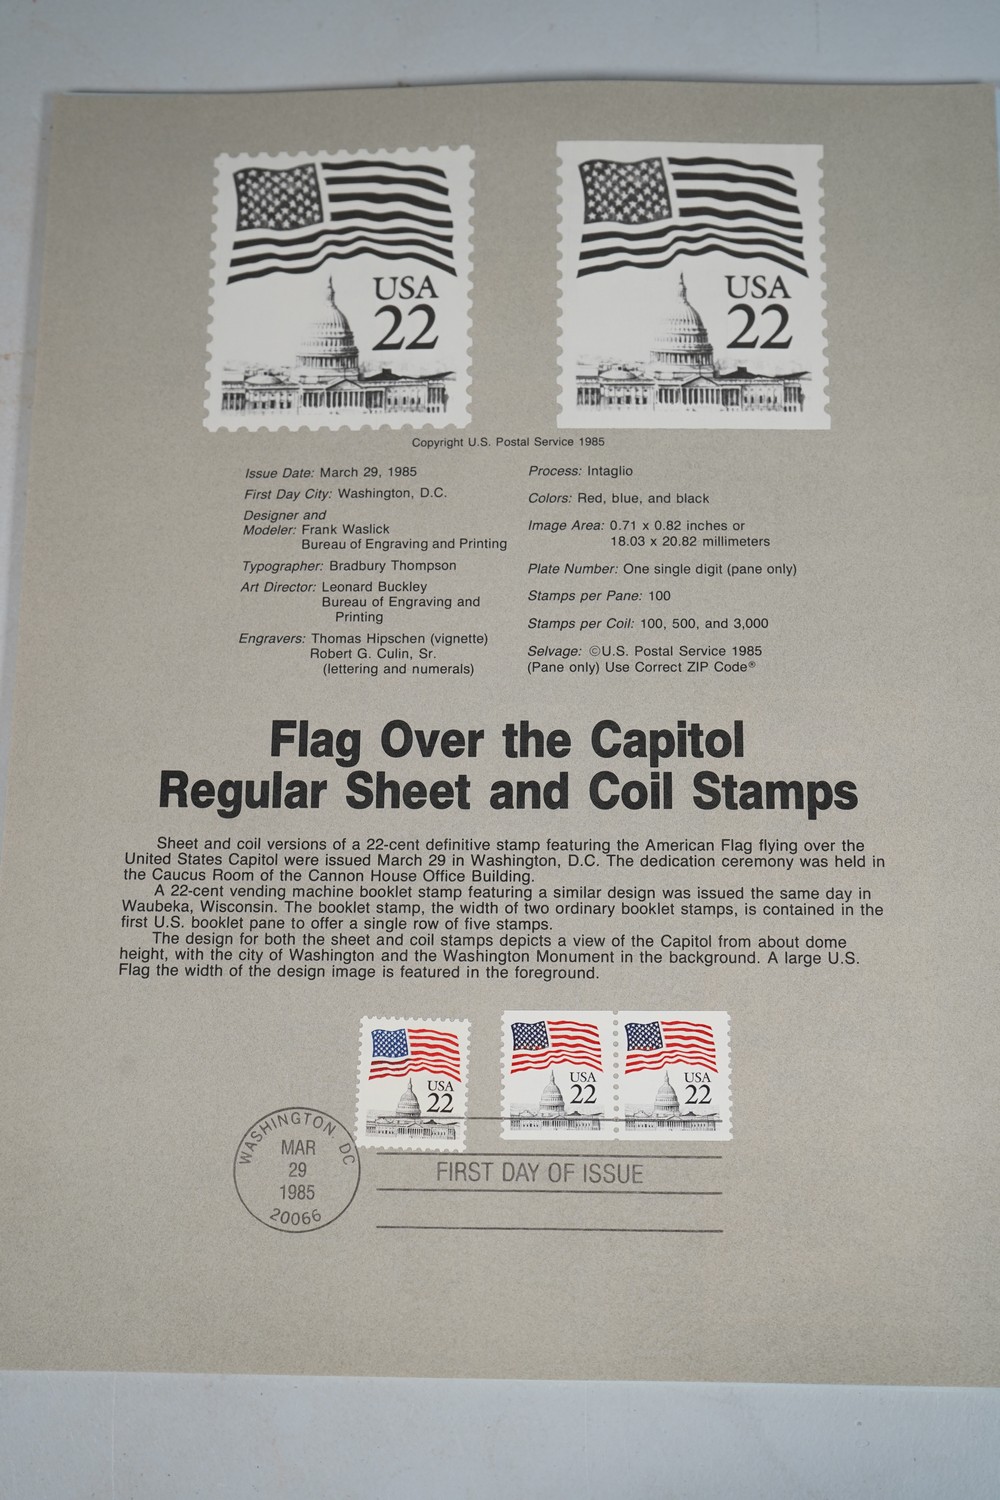 USA
22
USA
22
Copyright U.S. Postal Service 1985
Issue Date: March 29, 1985
First Day City: Washington, D.C.
Designer and
Modeler: Frank Waslick
Bureau of Engraving and Printing
Typographer: Bradbury Thompson
Art Director: Leonard Buckley
Bureau of Engraving and
Printing
Engravers: Thomas Hipschen (vignette)
Robert G. Culin, Sr.
(lettering and numerals)
Process: Intaglio
Colors: Red, blue, and black
Image Area: 0.71 x 0.82 inches or
18.03 x 20.82 millimeters
Plate Number: One single digit (pane only)
Stamps per Pane: 100
Stamps per Coil: 100, 500, and 3,000
Selvage: ©U.S. Postal Service 1985
(Pane only) Use Correct ZIP Code®
Flag Over the Capitol
Regular Sheet and Coil Stamps
Sheet and coil versions of a 22-cent definitive stamp featuring the American Flag flying over the
United States Capitol were issued March 29 in Washington, D.C. The dedication ceremony was held in
the Caucus Room of the Cannon House Office Building.
A 22-cent vending machine booklet stamp featuring a similar design was issued the same day in
Waubeka, Wisconsin. The booklet stamp, the width of two ordinary booklet stamps, is contained in the
first U.S. booklet pane to offer a single row of five stamps.
The design for both the sheet and coil stamps depicts a view of the Capitol from about dome
height, with the city of Washington and the Washington Monument in the background. A large U.S.
Flag the width of the design image is featured in the foreground.
USA
22
USA
22
USA
22
WASHINGTON, DC
MAR
29
1985
20066
FIRST DAY OF ISSUE